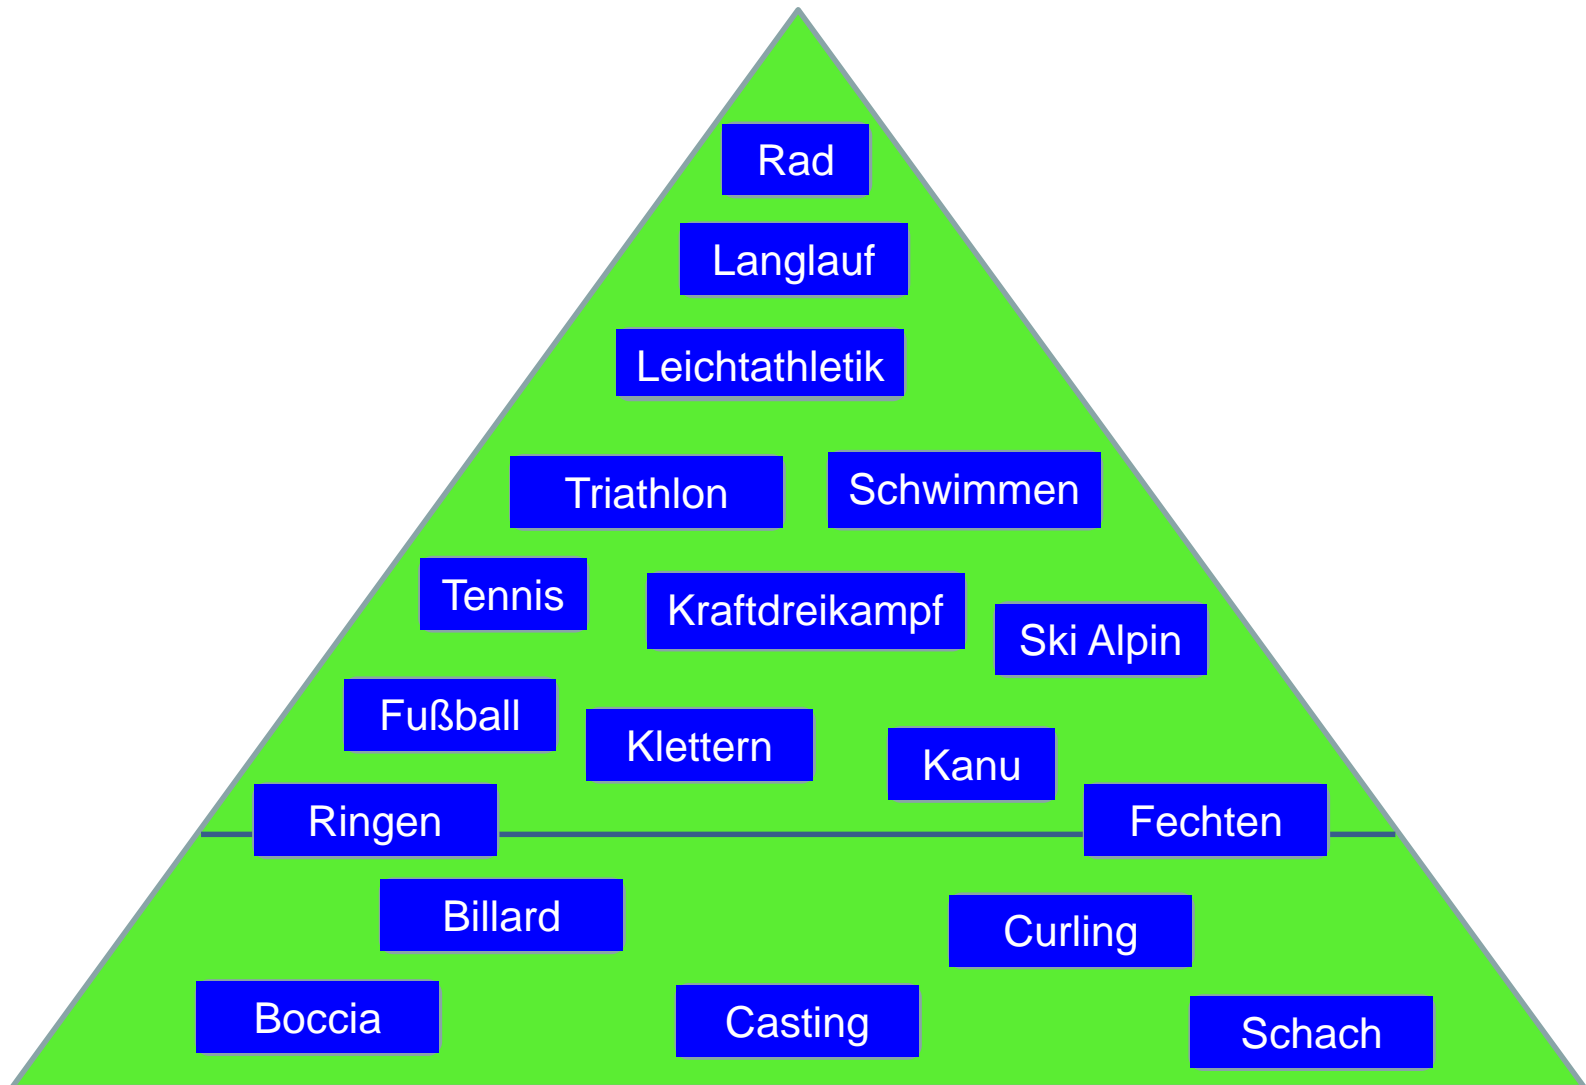 Rad
Langlauf
Leichtathletik
Triathlon
Schwimmen
Tennis
Kraftdreikampf
Ski Alpin
Fußball
Klettern
Kanu
Ringen
Fechten
Billard
Curling
Boccia
Casting
Schach